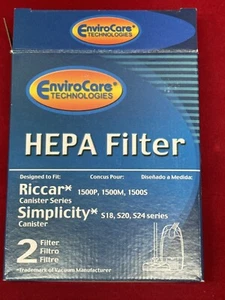 EnviroCare®
TECHNOLOGIES
EnviroCare®
TECHNOLOGIES
HEPA Filter
Designed to Fit: Concus Pour: Diseñado a Medida:
Riccar* 1500P, 1500M, 1500S
Canister Series
Simplicity* S18, S20, S24 series
Canister
2 Filter
Filtro
Filtre
*Trademark of Vacuum Manufacturer